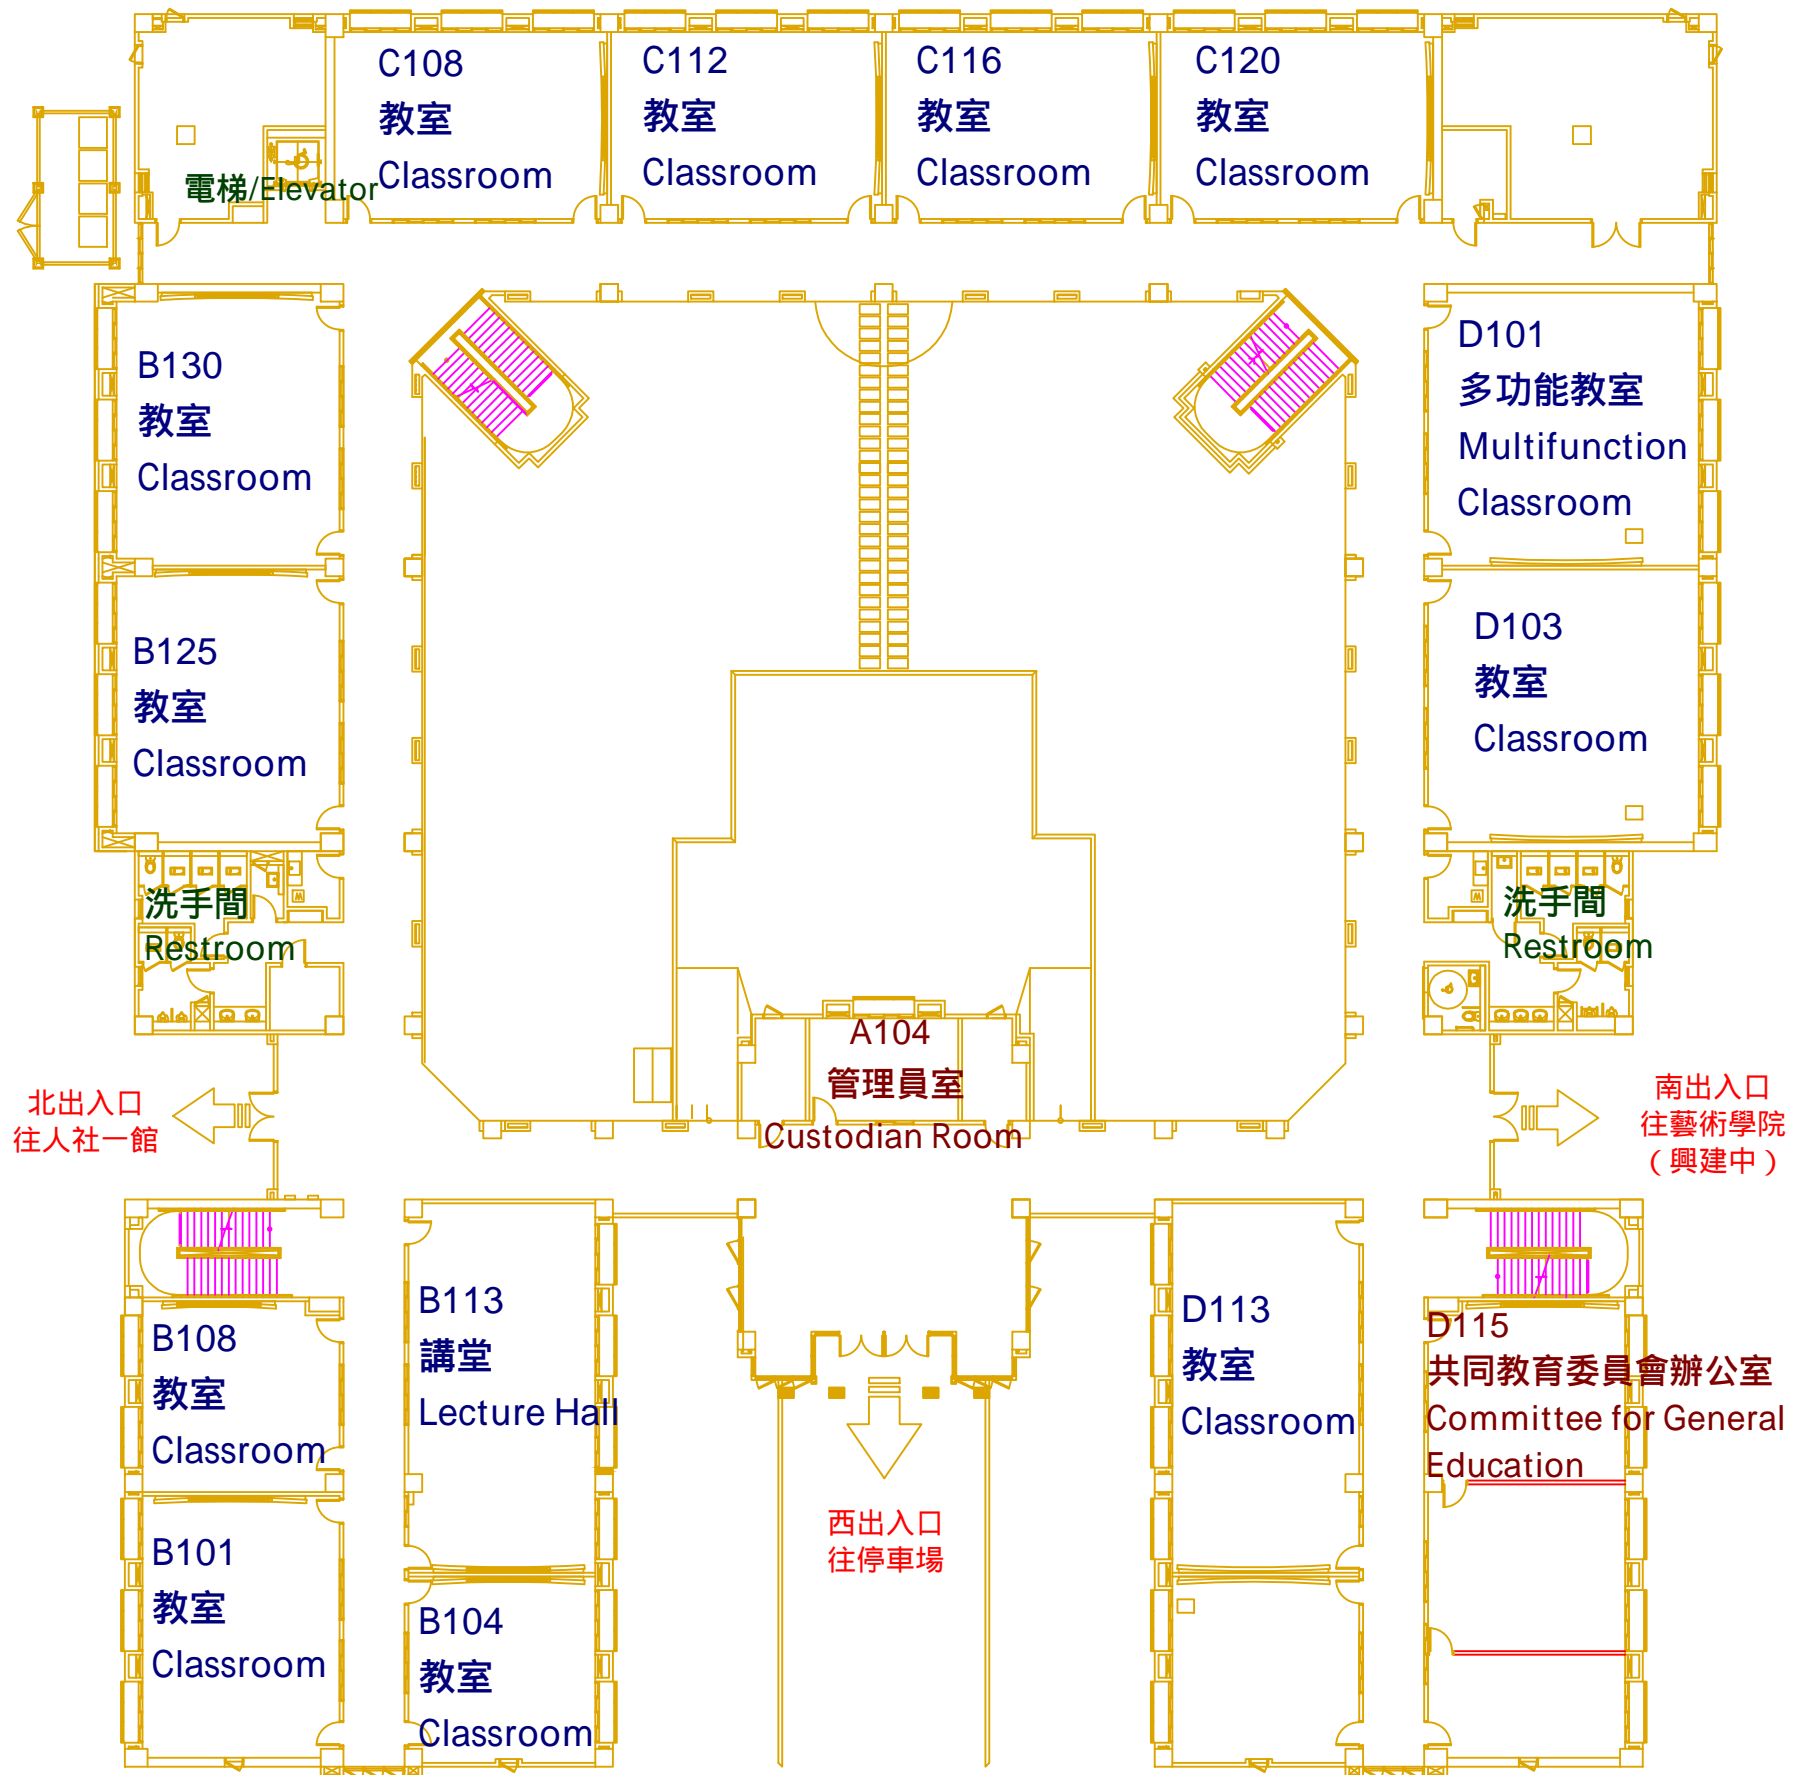 C108
教室
Classroom
C112
教室
Classroom
C116
教室
Classroom
C120
教室
Classroom
電梯/Elevator
B130
教室
Classroom
D101
多功能教室
Multifunction
Classroom
B125
教室
Classroom
D103
教室
Classroom
洗手間
Restroom
洗手間
Restroom
A104
管理員室
Custodian Room
北出入口
往人社一館
南出入口
往藝術學院
（興建中）
B108
教室
Classroom
B113
講堂
Lecture Hall
D113
教室
Classroom
D115
共同教育委員會辦公室
Committee for General
Education
西出入口
往停車場
B101
教室
Classroom
B104
教室
Classroom